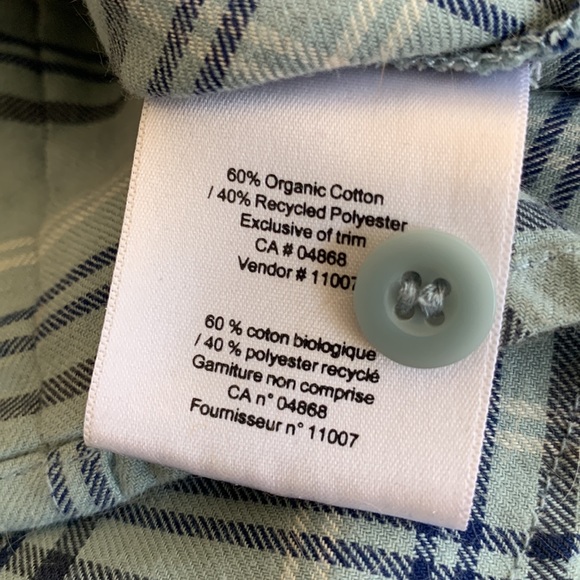 60% Organic Cotton
/ 40% Recycled Polyester
Exclusive of trim
CA # 04868
Vendor # 11007
60 % coton biologique
/ 40 % polyester recyclé
Garniture non comprise
CA n° 04868
Fournisseur n° 11007